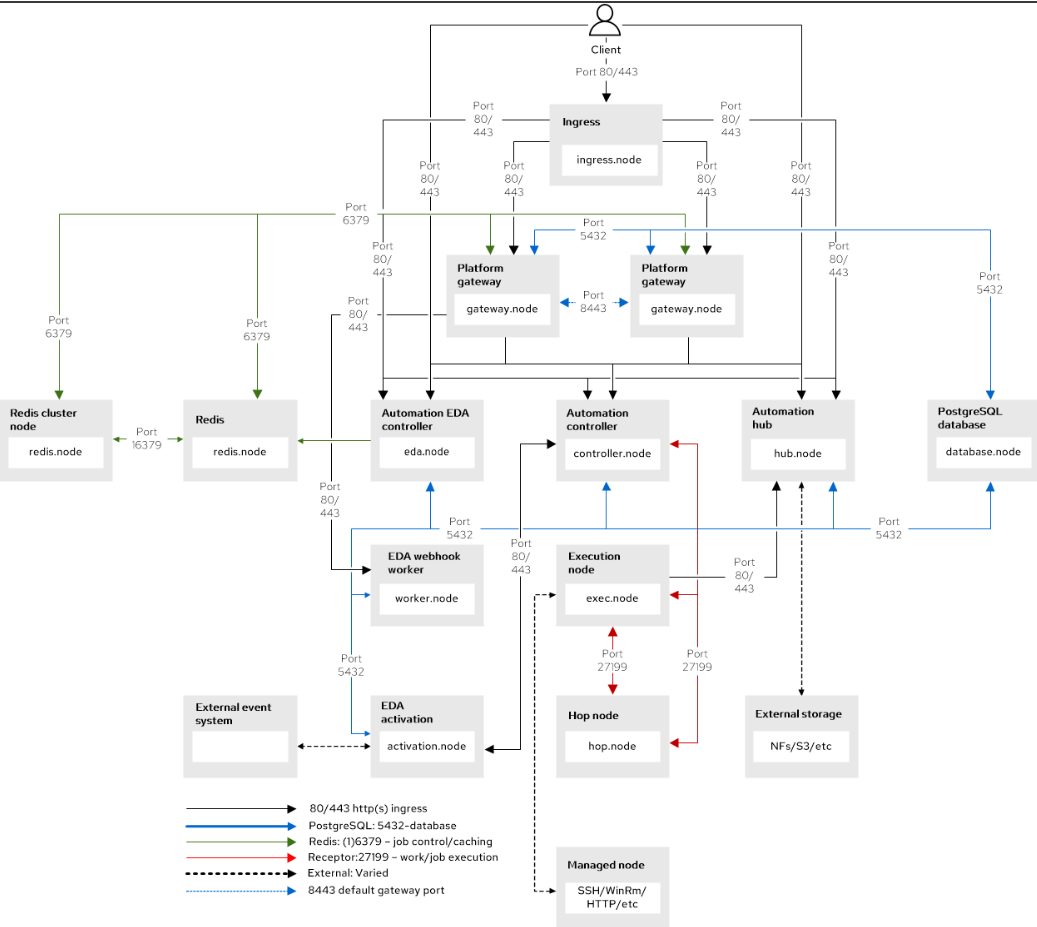 Client
Port 80/443
Port
80/
443
Ingress
Port
80/
443
ingress.node
Port
80/
443
Port
80/
443
Port
80/
443
Port
80/
443
Port
6379
Port
5432
Port
80/
443
Port
80/
443
Platform
gateway
gateway.node
Platform
gateway
gateway.node
Port
8443
Port
5432
Port
80/
443
Port
6379
Port
6379
Redis cluster
node
redis.node
Port
16379
Redis
redis.node
Automation EDA
controller
eda.node
Automation
controller
controller.node
Automation
hub
hub.node
PostgreSQL
database
database.node
Port
80/
443
Port
5432
Port
80/
443
Port
5432
EDA webhook
worker
worker.node
Execution
node
exec.node
Port
80/
443
Port
5432
Port
27199
Port
27199
External event
system
EDA
activation
activation.node
Hop node
hop.node
External storage
NFs/S3/etc
80/443 http(s) ingress
PostgreSQL: 5432-database
Redis: (1)6379 – job control/caching
Receptor:27199 – work/job execution
External: Varied
8443 default gateway port
Managed node
SSH/WinRm/
HTTP/etc